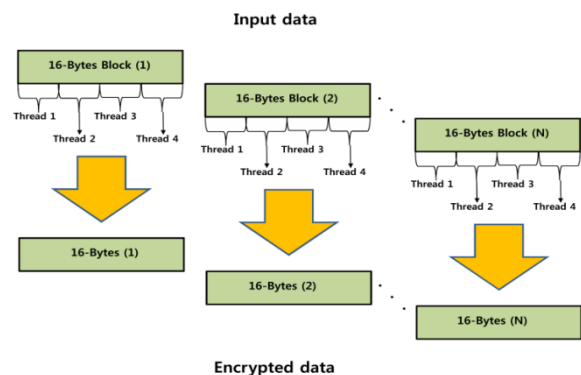 Input data
16-Bytes Block (1)
Thread 1
Thread 3
Thread 2
Thread 4
16-Bytes Block (2)
Thread 1
Thread 3
Thread 2
Thread 4
16-Bytes Block (N)
Thread 1
Thread 3
Thread 2
Thread 4
16-Bytes (1)
16-Bytes (2)
16-Bytes (N)
Encrypted data